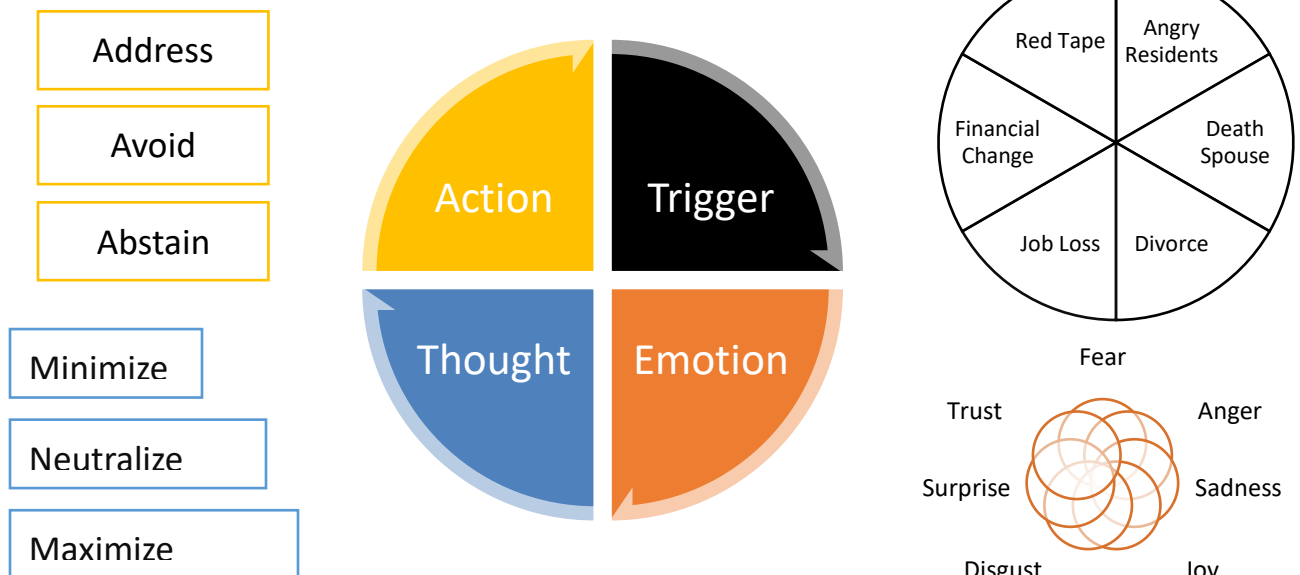 Address
Avoid
Abstain
Minimize
Neutralize
Maximize
Action
Trigger
Thought
Emotion
Red Tape
Angry
Residents
Financial
Change
Death
Spouse
Job Loss
Divorce
Fear
Trust
Anger
Surprise
Sadness
Disgust
Joy